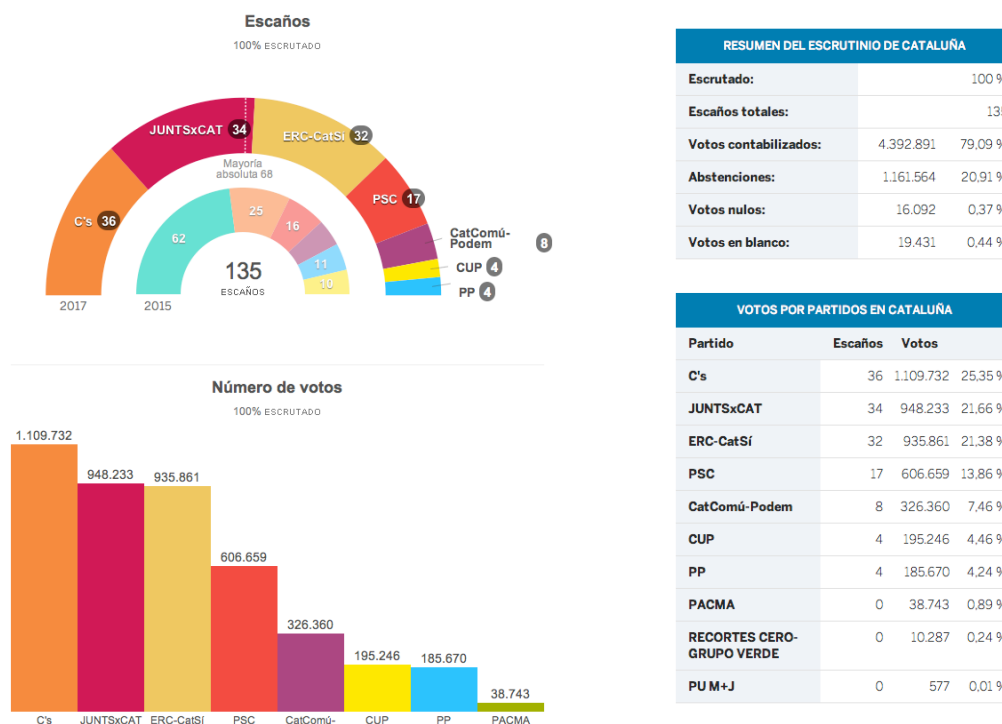 Escaños
100% ESCRUTADO
JUNTSxCAT 34
ERC-CatSí 32
Mayoría
absoluta 68
PSC 17
C's 36
25
16
62
11
10
CatComú-
Podem 8
CUP 4
PP 4
135
ESCAÑOS
2017
2015
Número de votos
100% ESCRUTADO
1.109.732
948.233
935.861
606.659
326.360
195.246
185.670
38.743
C's JUNTSxCAT ERC-CatSí PSC CatComú- CUP PP PACMA
RESUMEN DEL ESCRUTINIO DE CATALUÑA
Escrutado: 100 %
Escaños totales: 135
Votos contabilizados: 4.392.891 79,09 %
Abstenciones: 1.161.564 20,91 %
Votos nulos: 16.092 0,37 %
Votos en blanco: 19.431 0,44 %
VOTOS POR PARTIDOS EN CATALUÑA
Partido Escaños Votos
C's 36 1.109.732 25,35 %
JUNTSxCAT 34 948.233 21,66 %
ERC-CatSí 32 935.861 21,38 %
PSC 17 606.659 13,86 %
CatComú-Podem 8 326.360 7,46 %
CUP 4 195.246 4,46 %
PP 4 185.670 4,24 %
PACMA 0 38.743 0,89 %
RECORTES CERO- 0 10.287 0,24 %
GRUPO VERDE
PU M+J 0 577 0,01 %